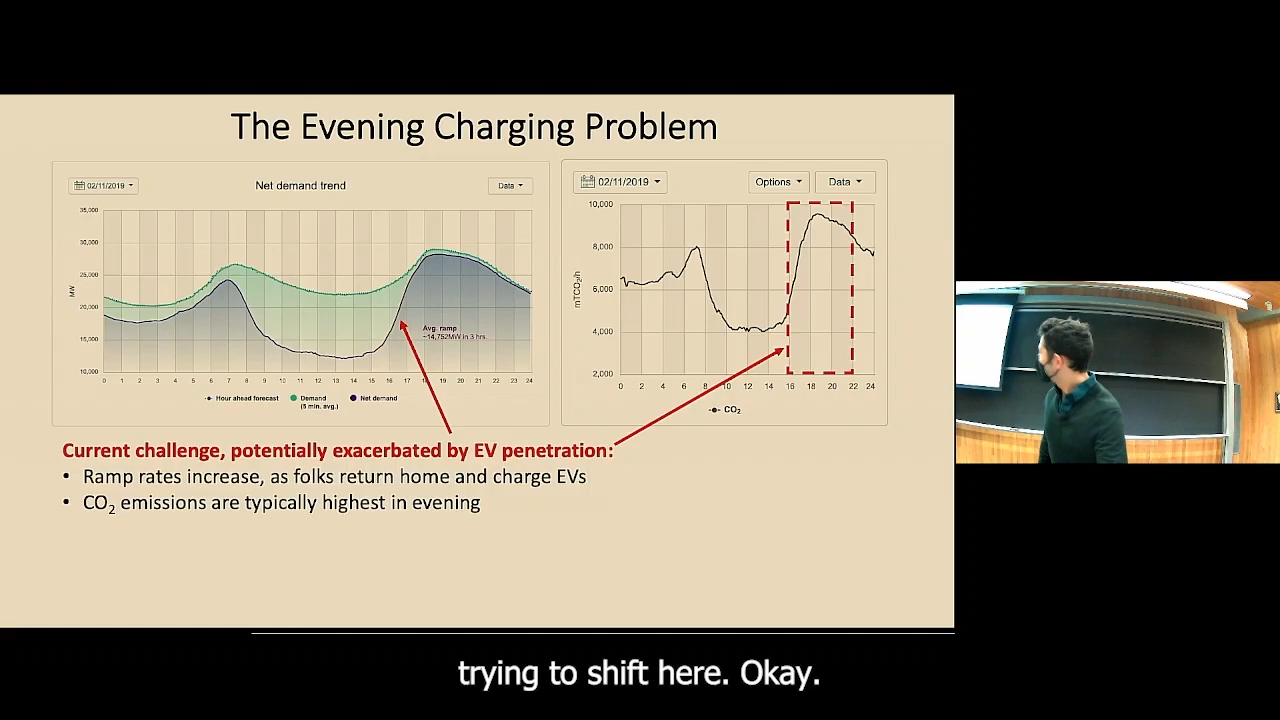 The Evening Charging Problem
02/11/2019
Net demand trend
Data
35,000
30,000
25,000
20,000
15,000
10,000
MW
Avg. ramp
~14,752MW in 3 hrs.
0 1 2 3 4 5 6 7 8 9 10 11 12 13 14 15 16 17 18 19 20 21 22 23 24
Hour ahead forecast Demand Net demand
(5 min. avg.)
02/11/2019
Options
Data
10,000
8,000
6,000
4,000
2,000
mTCO2/h
0 2 4 6 8 10 12 14 16 18 20 22 24
CO2
Current challenge, potentially exacerbated by EV penetration:
• Ramp rates increase, as folks return home and charge EVs
• CO2 emissions are typically highest in evening
trying to shift here. Okay.